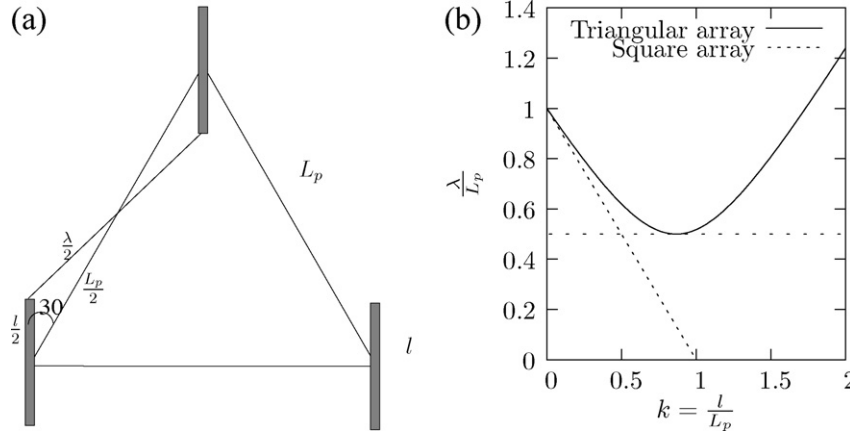 (a)
L_p
λ/2
L_p/2
30
l/2
l
(b)
Triangular array
Square array
1.4
1.2
1
0.8
0.6
0.4
0.2
0
λ/L_p
0 0.5 1 1.5 2
k = l/L_p